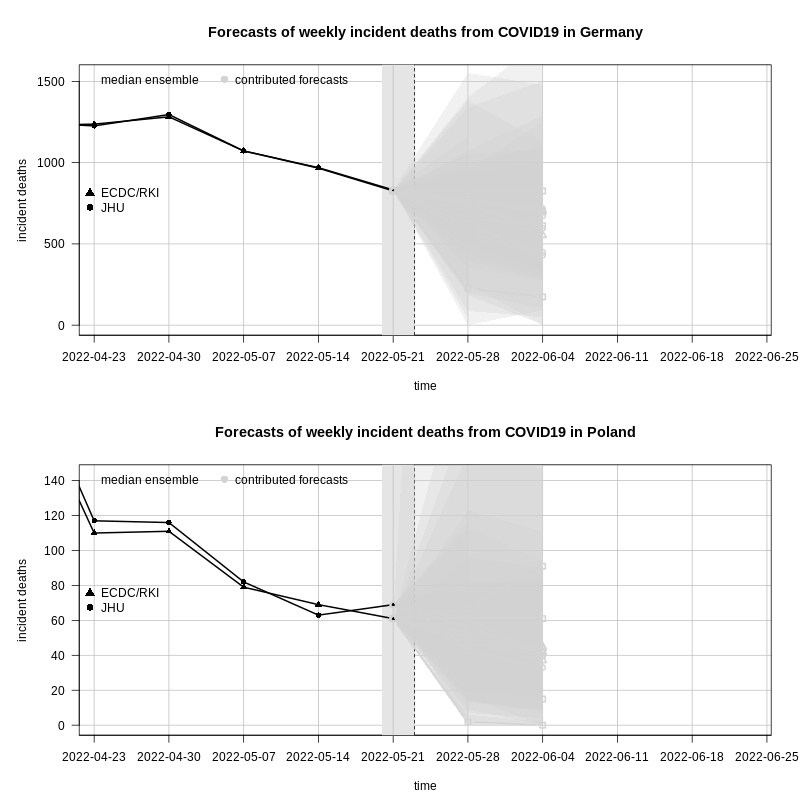 Forecasts of weekly incident deaths from COVID19 in Germany
median ensemble contributed forecasts
1500
1000
500
0
ECDC/RKI
JHU
incident deaths
2022-04-23 2022-04-30 2022-05-07 2022-05-14 2022-05-21 2022-05-28 2022-06-04 2022-06-11 2022-06-18 2022-06-25
time
Forecasts of weekly incident deaths from COVID19 in Poland
median ensemble contributed forecasts
140
120
100
80
60
40
20
0
ECDC/RKI
JHU
incident deaths
2022-04-23 2022-04-30 2022-05-07 2022-05-14 2022-05-21 2022-05-28 2022-06-04 2022-06-11 2022-06-18 2022-06-25
time